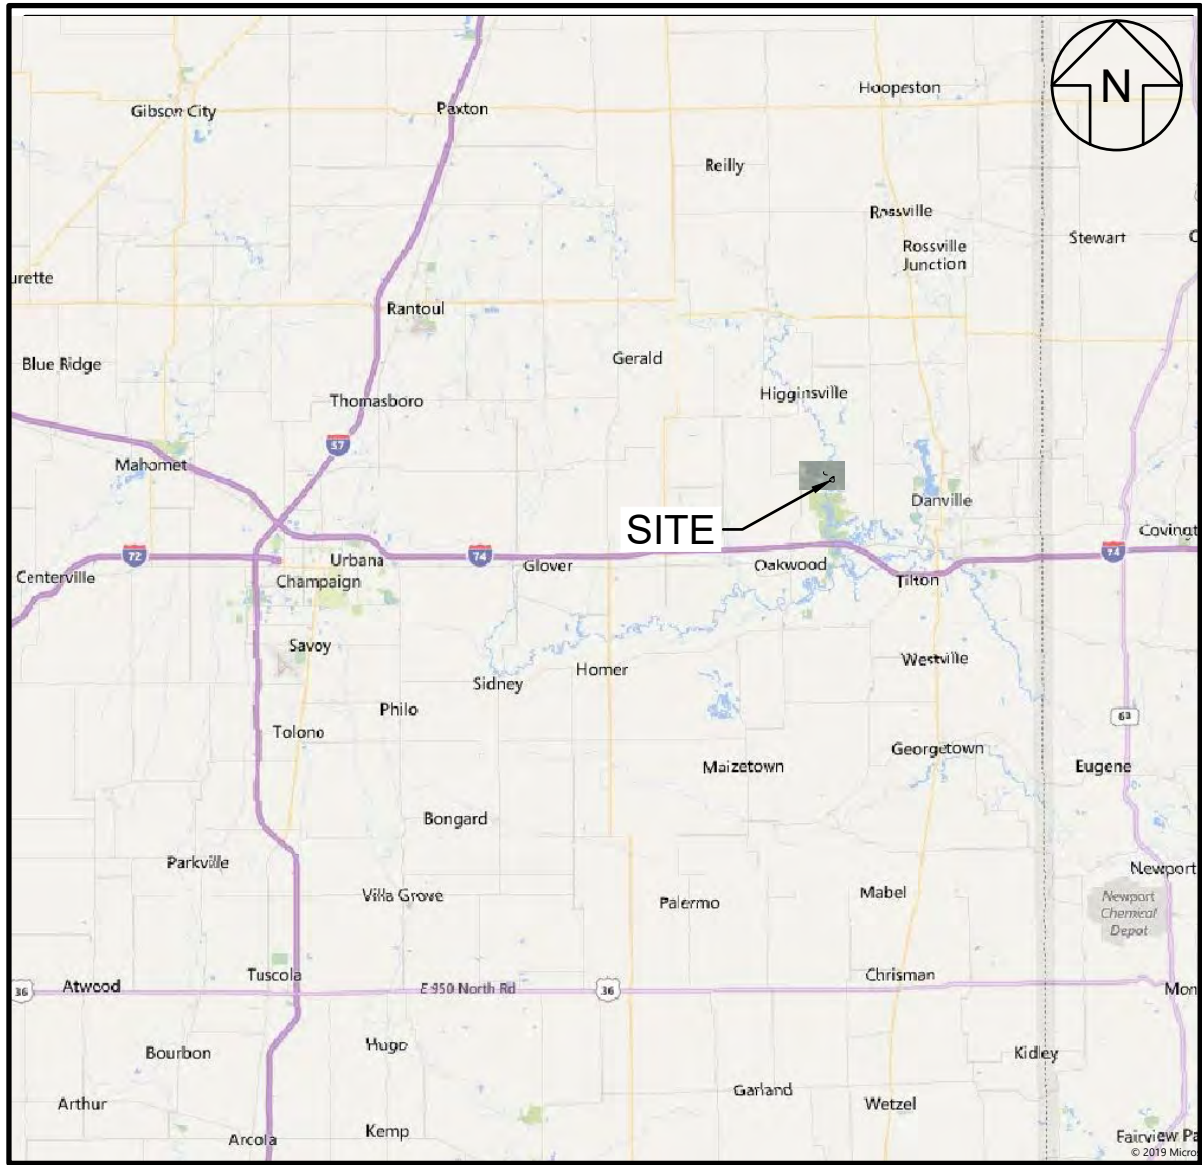 N
Hoopeston
Gibson City
Paxton
Reilly
Rossville
Stewart
Rossville
Junction
urette
Rantoul
Gerald
Blue Ridge
Higginsville
Thomasboro
57
Mahomet
Danville
SITE
Covingt
72
74
74
Urbana
Glover
Oakwood
Centerville
Champaign
Tilton
Savoy
Westville
Homer
Sidney
Philo
63
Tolono
Georgetown
Maizetown
Eugene
Bongard
Parkville
Newport
Villa Grove
Mabel
Palermo
Newport
Chemical
Depot
Tuscola
Chrisman
36
Atwood
E 950 North Rd
36
Mon
Hugo
Bourbon
Kidley
Garland
Arthur
Wetzel
Kemp
Arcola
Fairview Pa
© 2019 Micro